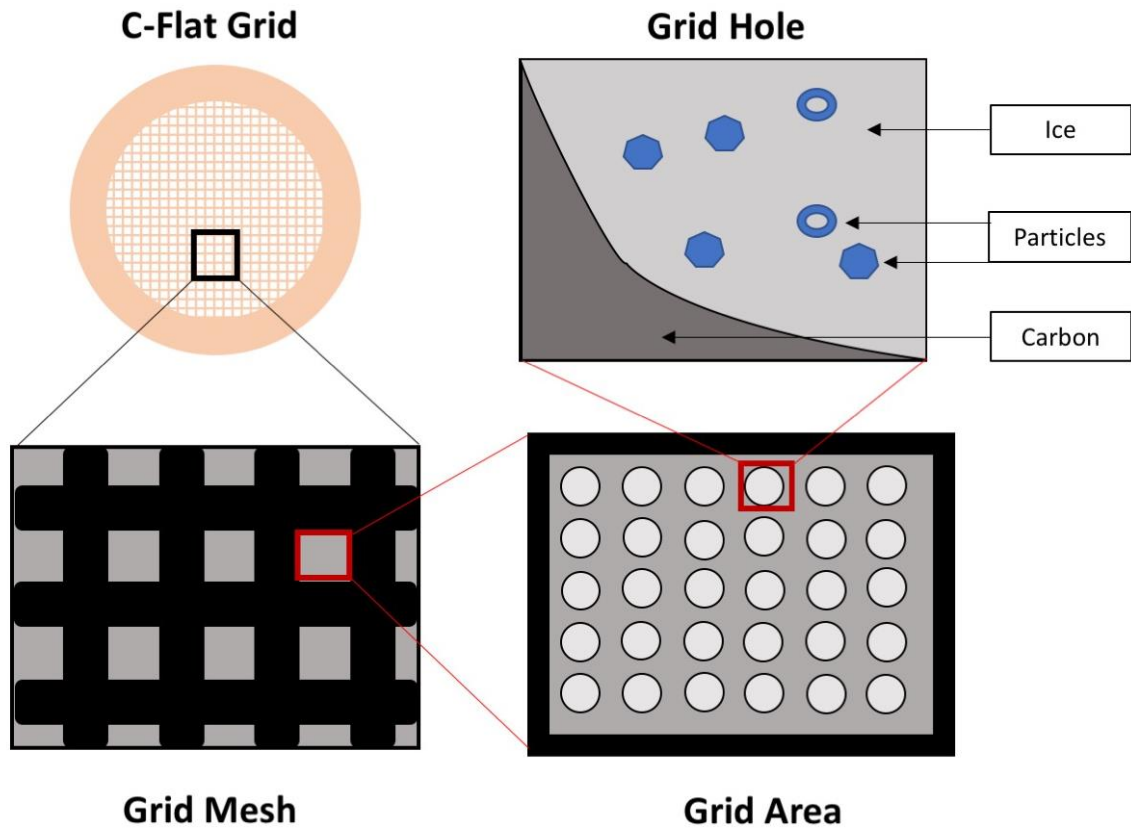 C-Flat Grid
Grid Hole
Ice
Particles
Carbon
Grid Mesh
Grid Area